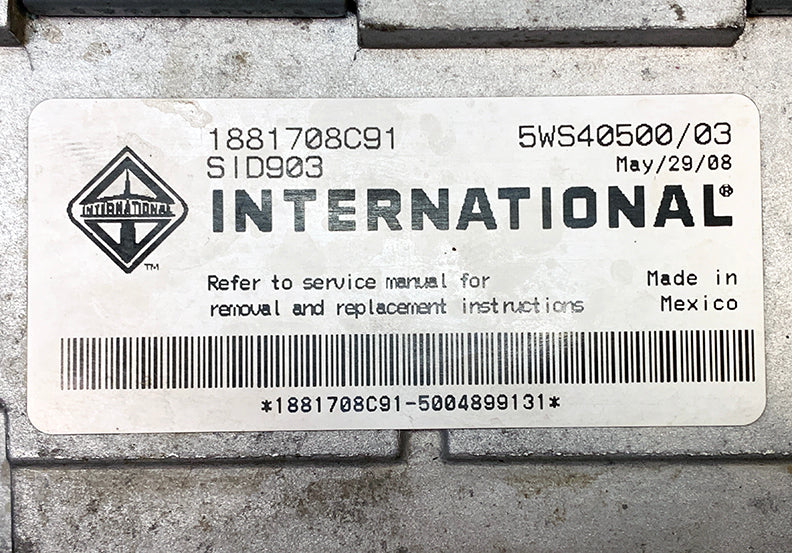 1881708C91 5WS40500/03
SID903 May/29/08
INTERNATIONAL
INTERNATIONAL®
™
Refer to service manual for Made in
removal and replacement instructions Mexico
*1881708C91-5004899131*